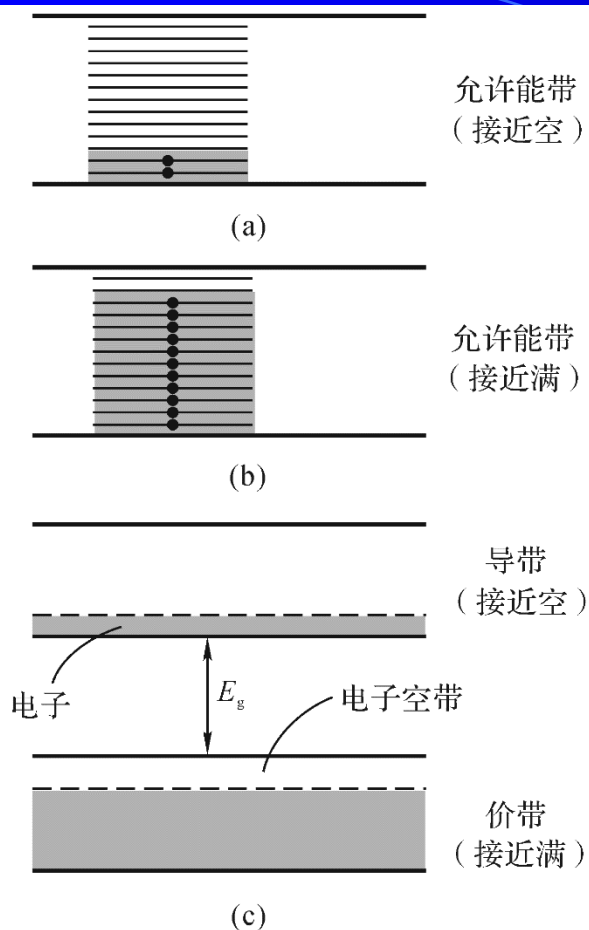 允许能带
（接近空）
(a)
允许能带
（接近满）
(b)
导带
（接近空）
电子
E_g
电子空带
价带
（接近满）
(c)